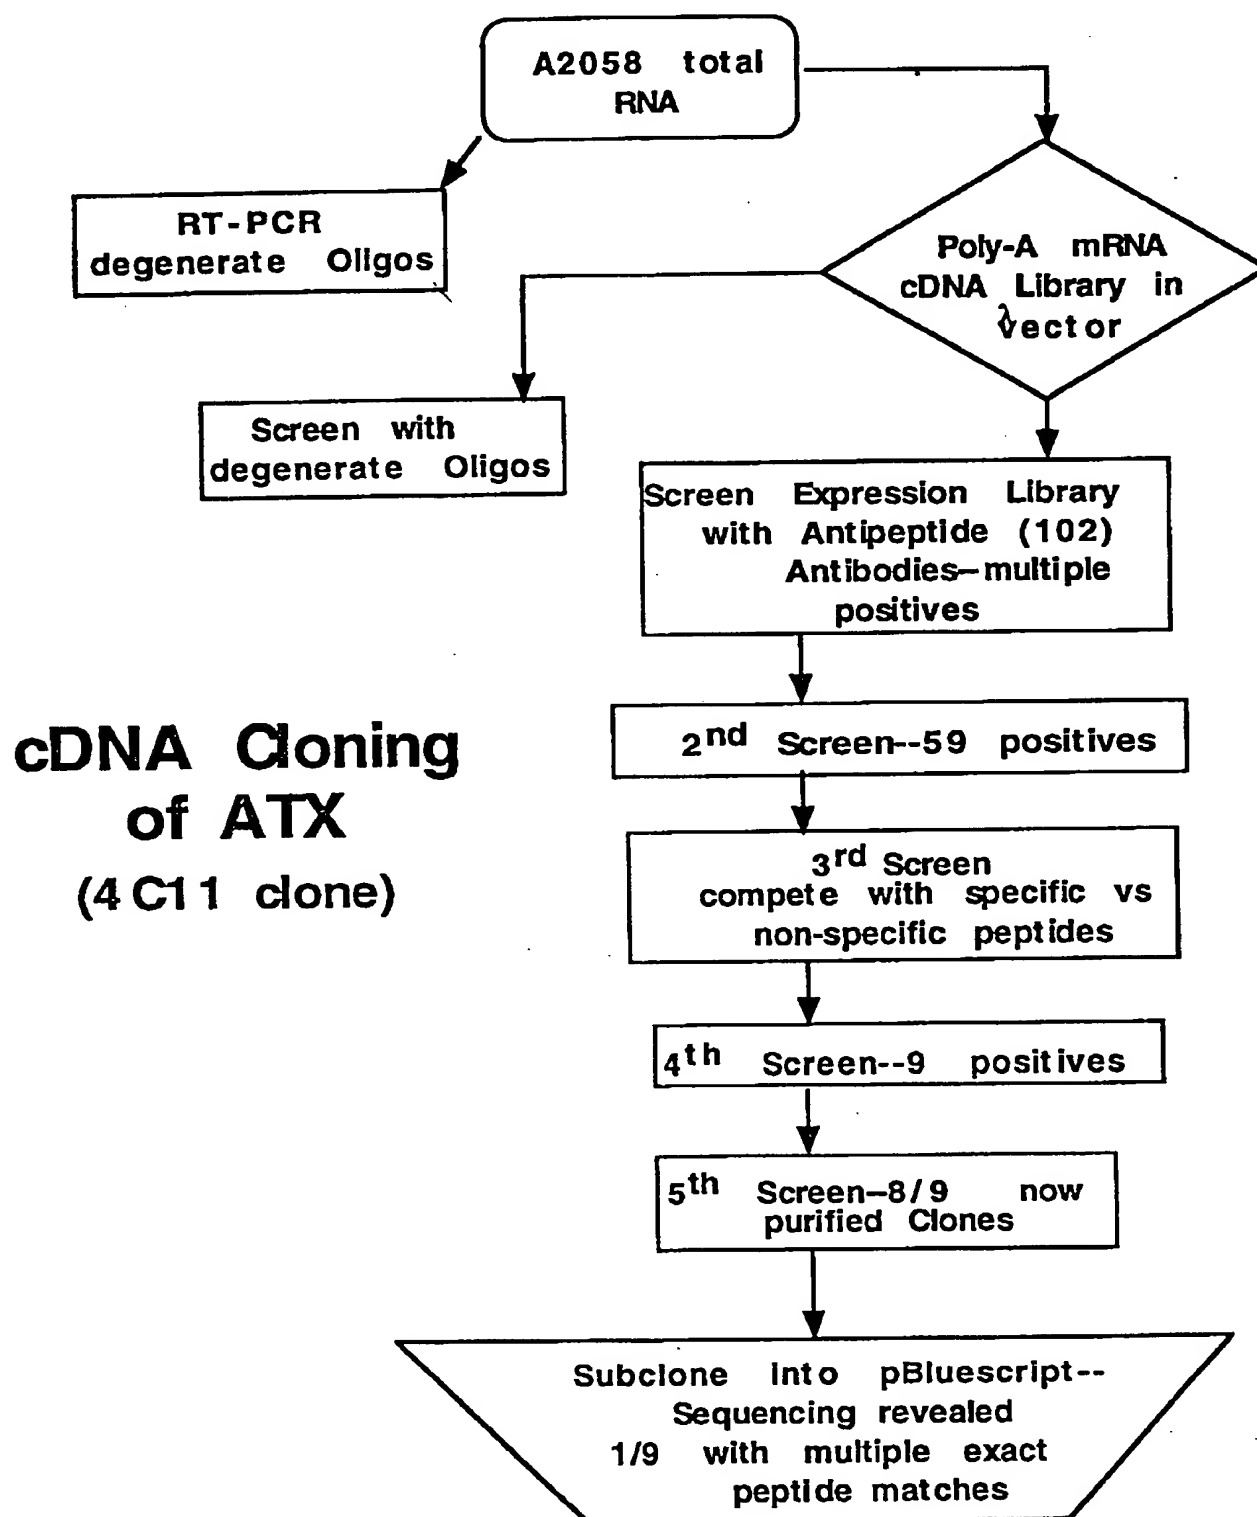 A2058 total
RNA
RT-PCR
degenerate Oligos
Poly-A mRNA
cDNA Library in
λ vector
Screen with
degenerate Oligos
Screen Expression Library
with Antipeptide (102)
Antibodies--multiple
positives
2nd Screen--59 positives
cDNA Cloning
of ATX
(4C11 clone)
3rd Screen
compete with specific vs
non-specific peptides
4th Screen--9 positives
5th Screen--8/9 now
purified Clones
Subclone into pBluescript--
Sequencing revealed
1/9 with multiple exact
peptide matches